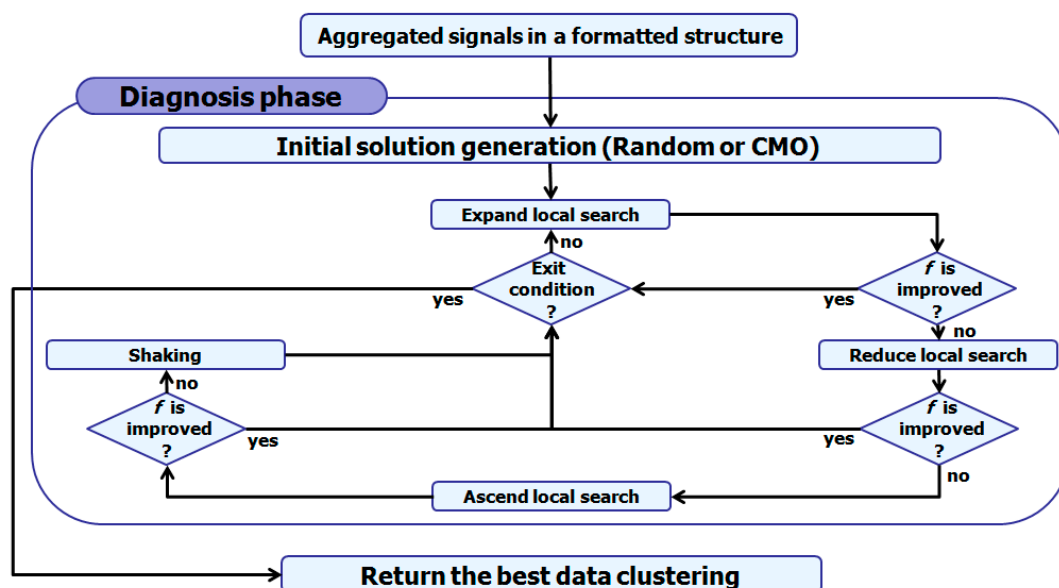 Aggregated signals in a formatted structure
Diagnosis phase
Initial solution generation (Random or CMO)
Expand local search
no
Exit
condition
?
yes
f is
improved
?
yes
no
Shaking
Reduce local search
no
f is
improved
?
yes
f is
improved
?
yes
no
Ascend local search
Return the best data clustering